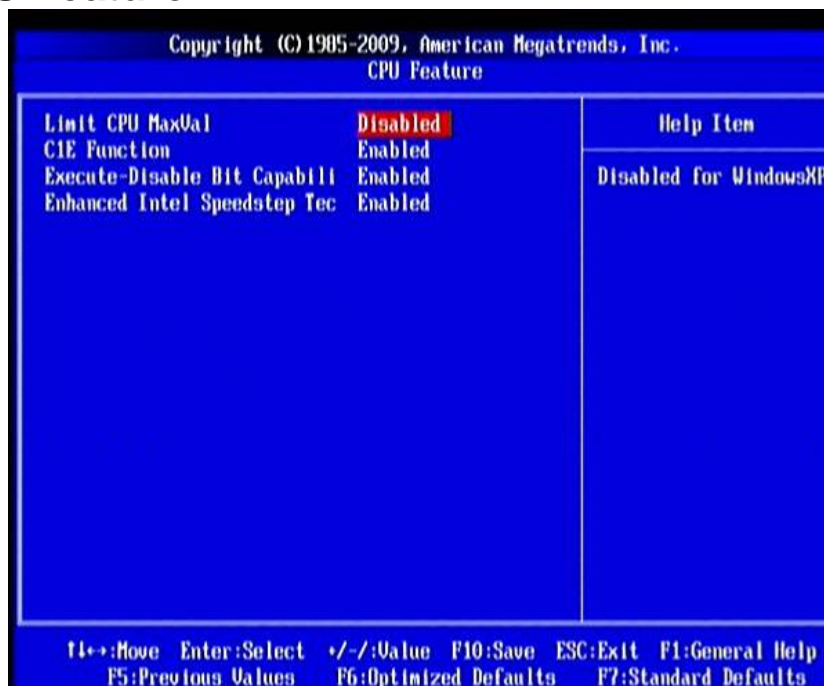 Copyright (C)1985-2009, American Megatrends, Inc.
CPU Feature
Limit CPU MaxVal Disabled
C1E Function Enabled
Execute-Disable Bit Capabili Enabled
Enhanced Intel Speedstep Tec Enabled
Help Item
Disabled for WindowsXP
↑↓←→:Move Enter:Select +/-/:Value F10:Save ESC:Exit F1:General Help
F5:Previous Values F6:Optimized Defaults F7:Standard Defaults